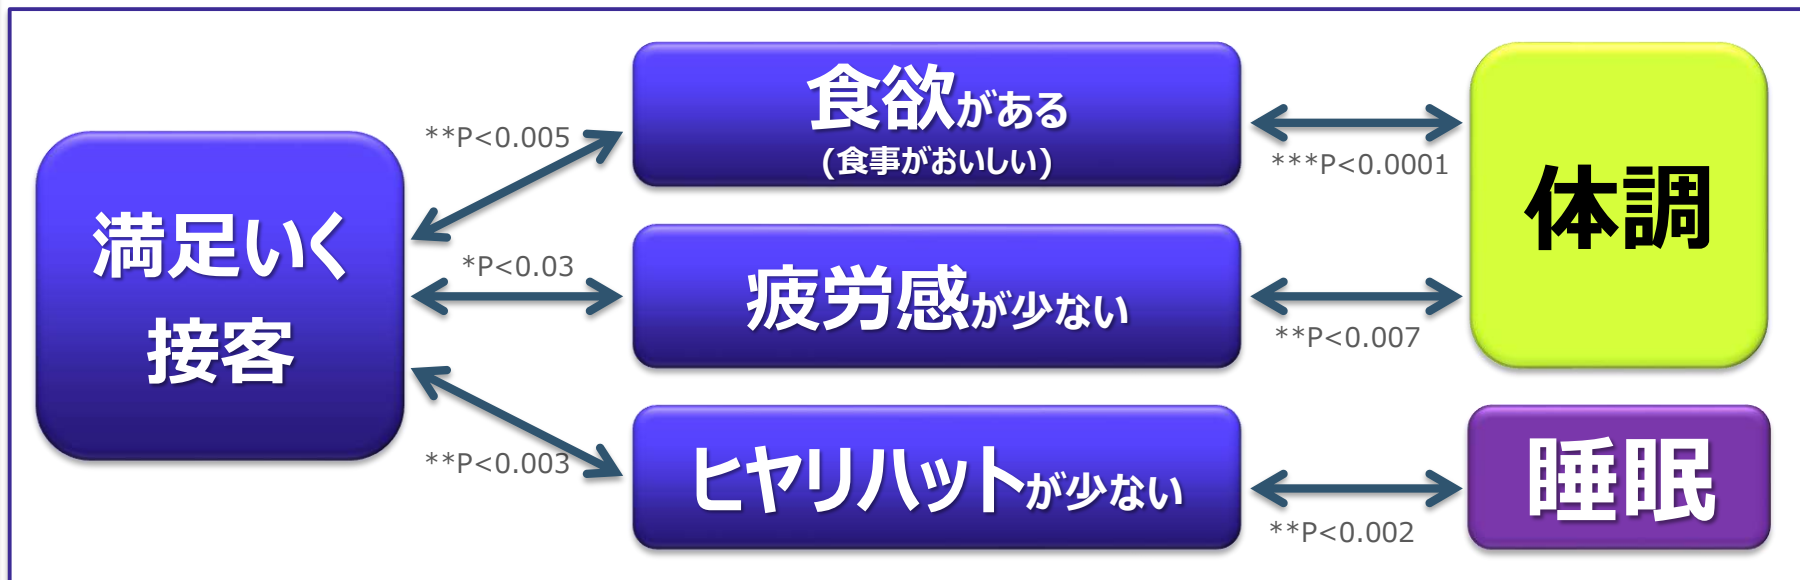 満足いく
接客
**P<0.005
*P<0.03
**P<0.003
食欲がある
(食事がおいしい)
疲労感が少ない
ヒヤリハットが少ない
***P<0.0001
**P<0.007
**P<0.002
体調
睡眠